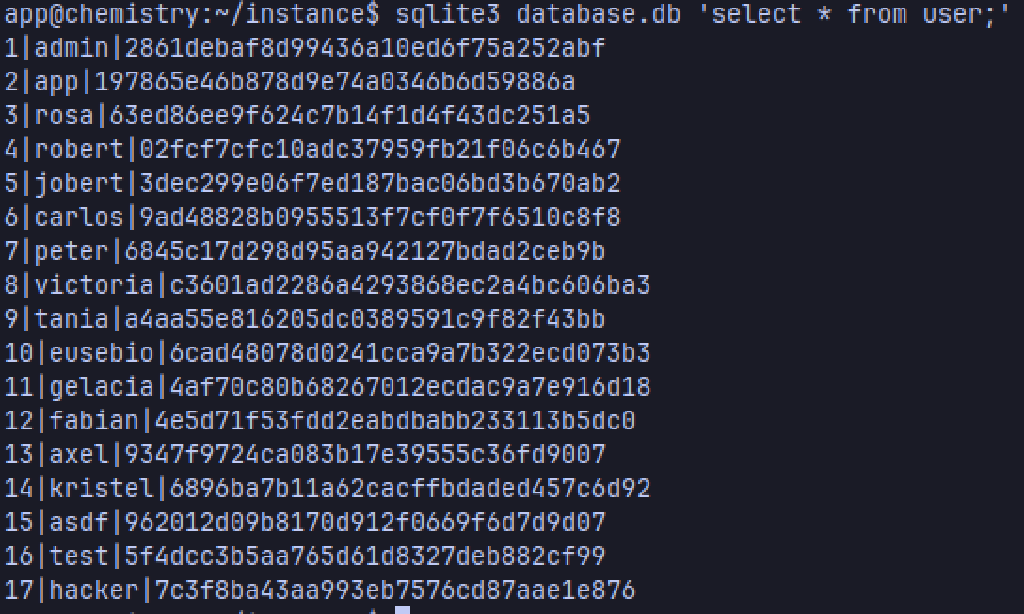 app@chemistry:~/instance$ sqlite3 database.db 'select * from user;'
1|admin|2861debaf8d99436a10ed6f75a252abf
2|app|197865e46b878d9e74a0346b6d59886a
3|rosa|63ed86ee9f624c7b14f1d4f43dc251a5
4|robert|02fcf7cfc10adc37959fb21f06c6b467
5|jobert|3dec299e06f7ed187bac06bd3b670ab2
6|carlos|9ad48828b0955513f7cf0f7f6510c8f8
7|peter|6845c17d298d95aa942127bdad2ceb9b
8|victoria|c3601ad2286a4293868ec2a4bc606ba3
9|tania|a4aa55e816205dc0389591c9f82f43bb
10|eusebio|6cad48078d0241cca9a7b322ecd073b3
11|gelacia|4af70c80b68267012ecdac9a7e916d18
12|fabian|4e5d71f53fdd2eabdbabb233113b5dc0
13|axel|9347f9724ca083b17e39555c36fd9007
14|kristel|6896ba7b11a62cacffbdaded457c6d92
15|asdf|962012d09b8170d912f0669f6d7d9d07
16|test|5f4dcc3b5aa765d61d8327deb882cf99
17|hacker|7c3f8ba43aa993eb7576cd87aae1e876